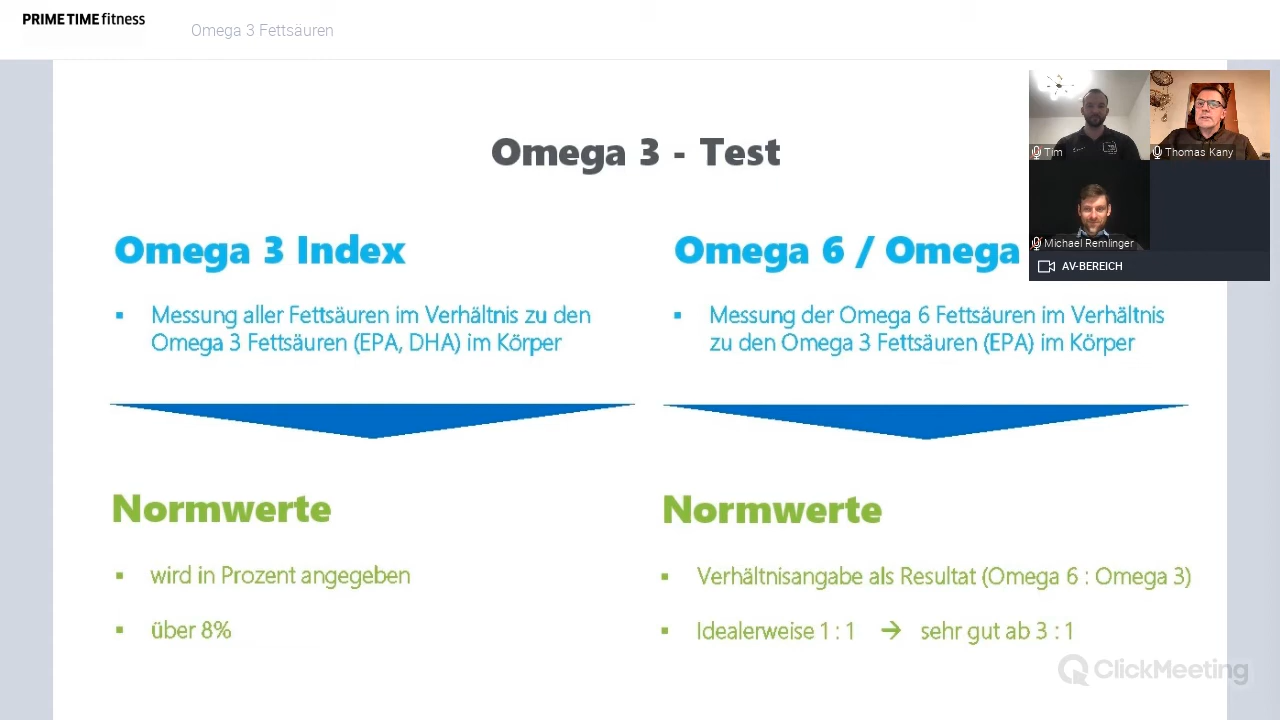 PRIME TIME fitness
Omega 3 Fettsäuren
Tim
Thomas Kany
Michael Remlinger
AV-BEREICH
Omega 3 - Test
Omega 3 Index
Messung aller Fettsäuren im Verhältnis zu den
Omega 3 Fettsäuren (EPA, DHA) im Körper
Normwerte
wird in Prozent angegeben
über 8%
Omega 6 / Omega
Messung der Omega 6 Fettsäuren im Verhältnis
zu den Omega 3 Fettsäuren (EPA) im Körper
Normwerte
Verhältnisangabe als Resultat (Omega 6 : Omega 3)
Idealerweise 1 : 1 → sehr gut ab 3 : 1
ClickMeeting